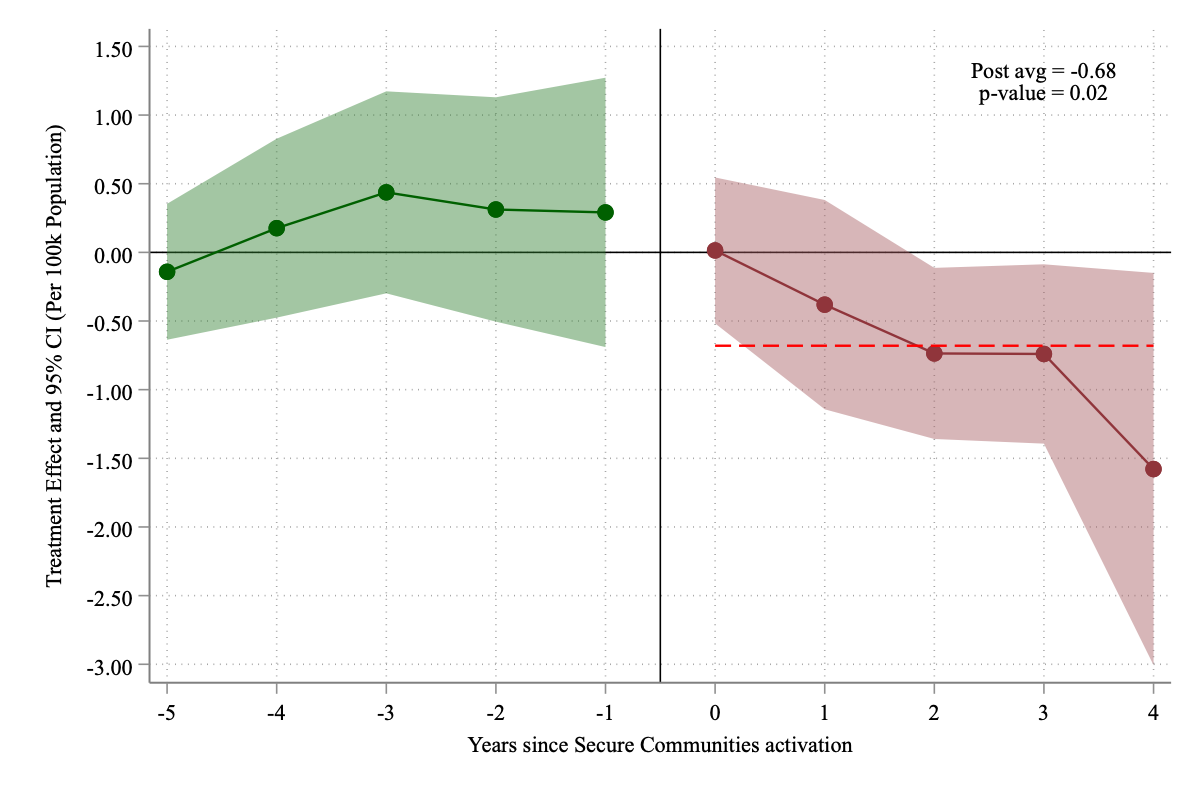 Treatment Effect and 95% CI (Per 100k Population)
1.50
1.00
0.50
0.00
-0.50
-1.00
-1.50
-2.00
-2.50
-3.00
Post avg = -0.68
p-value = 0.02
-5 -4 -3 -2 -1 0 1 2 3 4
Years since Secure Communities activation